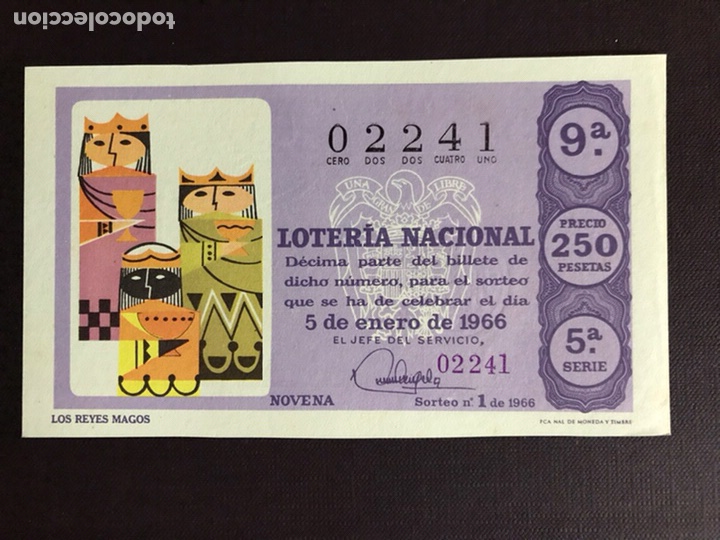 todocoleccion
02241
CERO DOS DOS CUATRO UNO
UNA GRANDE LIBRE
LOTERÍA NACIONAL
Décima parte del billete de
dicho número, para el sorteo
que se ha de celebrar el día
5 de enero de 1966
EL JEFE DEL SERVICIO,
02241
NOVENA
Sorteo nº 1 de 1966
9ª.
PRECIO
250
PESETAS
5ª.
SERIE
LOS REYES MAGOS
FCA NAL DE MONEDA Y TIMBRE